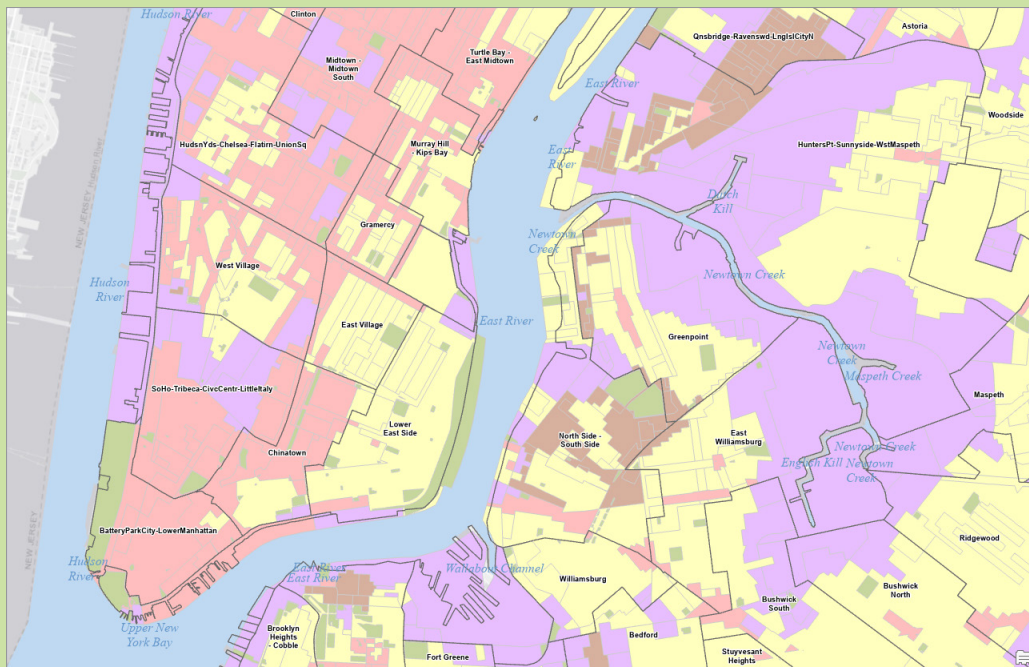 Hudson River
Clinton
Qnsbridge-Ravenswd-LngIslCityN
Astoria
Turtle Bay -
East Midtown
Midtown -
Midtown
South
East River
Woodside
HudsnYds-Chelsea-Flatirn-UnionSq
Murray Hill
- Kips Bay
HuntersPt-Sunnyside-WstMaspeth
East
River
Dutch
Kill
Gramercy
Newtown
Creek
West Village
Newtown Creek
Hudson
River
East Village
East River
Greenpoint
Newtown
Creek
Maspeth Creek
SoHo-Tribeca-CivcCentr-LittleItaly
Maspeth
Lower
East Side
North Side -
South Side
East
Williamsburg
Chinatown
Newtown Creek
English Kill
Newtown
Creek
BatteryParkCity-LowerManhattan
Ridgewood
Hudson
River
East River
East River
Wallabout Channel
Williamsburg
Bushwick
North
Bushwick
South
Upper New
York Bay
Brooklyn
Heights
- Cobble
Bedford
Fort Greene
Stuyvesant
Heights
NEW JERSEY
NEW JERSEY